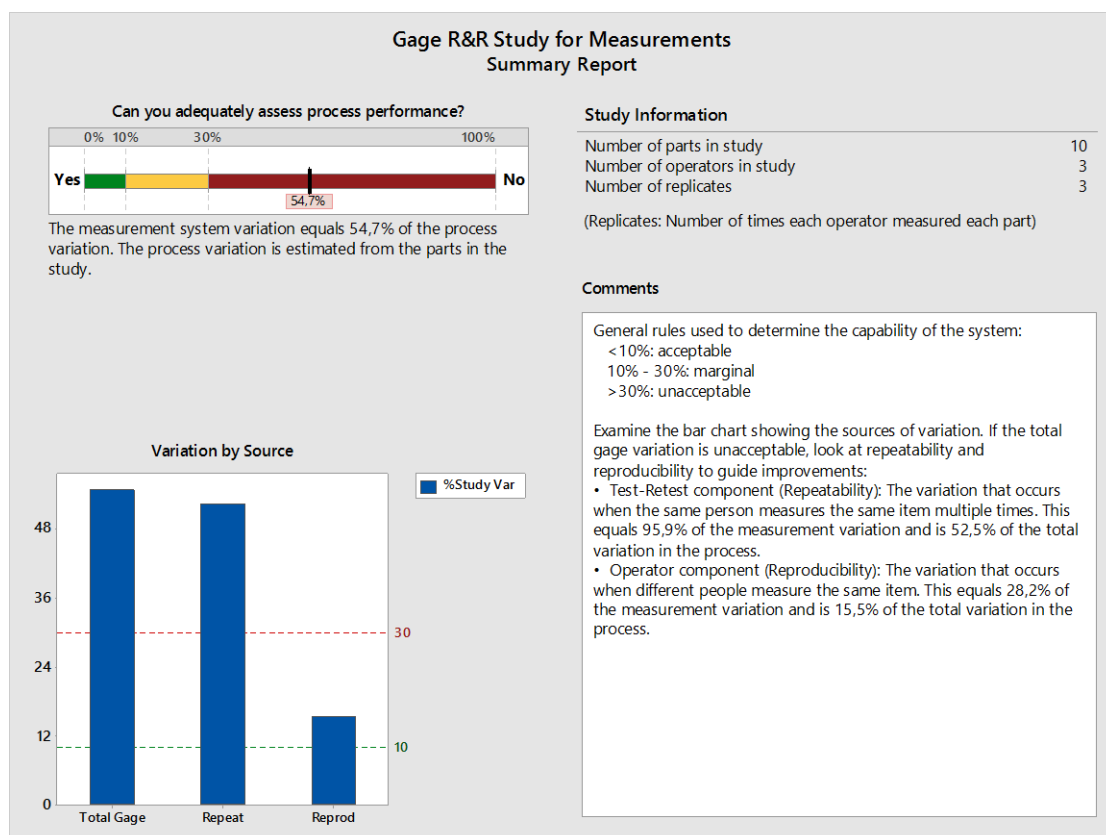 Gage R&R Study for Measurements
Summary Report
Can you adequately assess process performance?
0% 10% 30% 100%
Yes No
54,7%
The measurement system variation equals 54,7% of the process
variation. The process variation is estimated from the parts in the
study.
Study Information
Number of parts in study 10
Number of operators in study 3
Number of replicates 3
(Replicates: Number of times each operator measured each part)
Comments
General rules used to determine the capability of the system:
<10%: acceptable
10% - 30%: marginal
>30%: unacceptable
Examine the bar chart showing the sources of variation. If the total
gage variation is unacceptable, look at repeatability and
reproducibility to guide improvements:
• Test-Retest component (Repeatability): The variation that occurs
when the same person measures the same item multiple times. This
equals 95,9% of the measurement variation and is 52,5% of the total
variation in the process.
• Operator component (Reproducibility): The variation that occurs
when different people measure the same item. This equals 28,2% of
the measurement variation and is 15,5% of the total variation in the
process.
Variation by Source
%Study Var
48
36
30
24
12
10
0
Total Gage Repeat Reprod